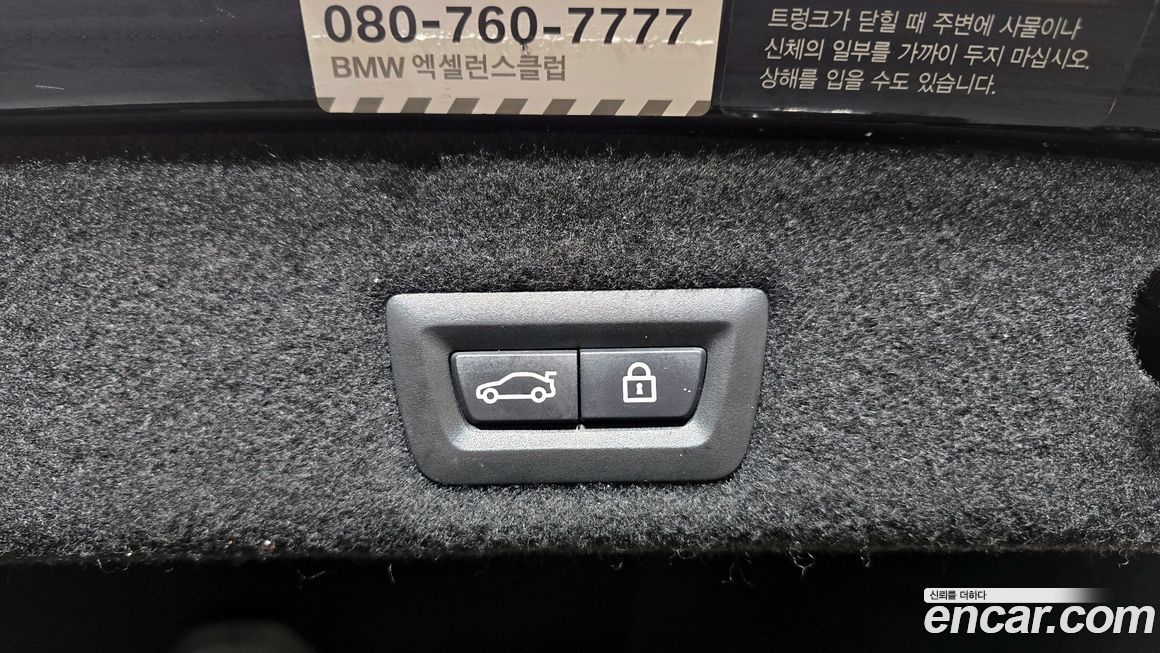 080-760-7777
BMW 엑셀런스클럽
트렁크가 닫힐 때 주변에 사물이나
신체의 일부를 가까이 두지 마십시오.
상해를 입을 수도 있습니다.
신뢰를 더하다
encar.com